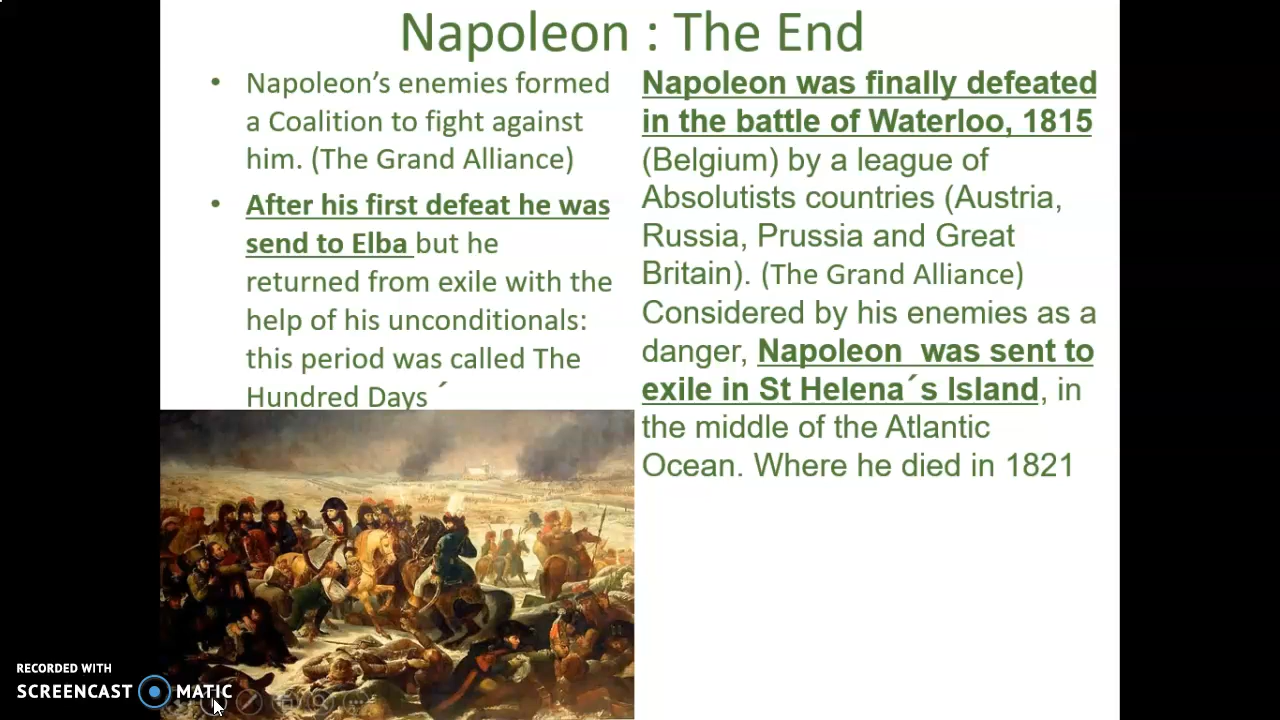 Napoleon : The End
• Napoleon’s enemies formed
a Coalition to fight against
him. (The Grand Alliance)
• After his first defeat he was
send to Elba but he
returned from exile with the
help of his unconditionals:
this period was called The
Hundred Days ´
Napoleon was finally defeated
in the battle of Waterloo, 1815
(Belgium) by a league of
Absolutists countries (Austria,
Russia, Prussia and Great
Britain). (The Grand Alliance)
Considered by his enemies as a
danger, Napoleon  was sent to
exile in St Helena´s Island, in
the middle of the Atlantic
Ocean. Where he died in 1821
RECORDED WITH
SCREENCAST MATIC